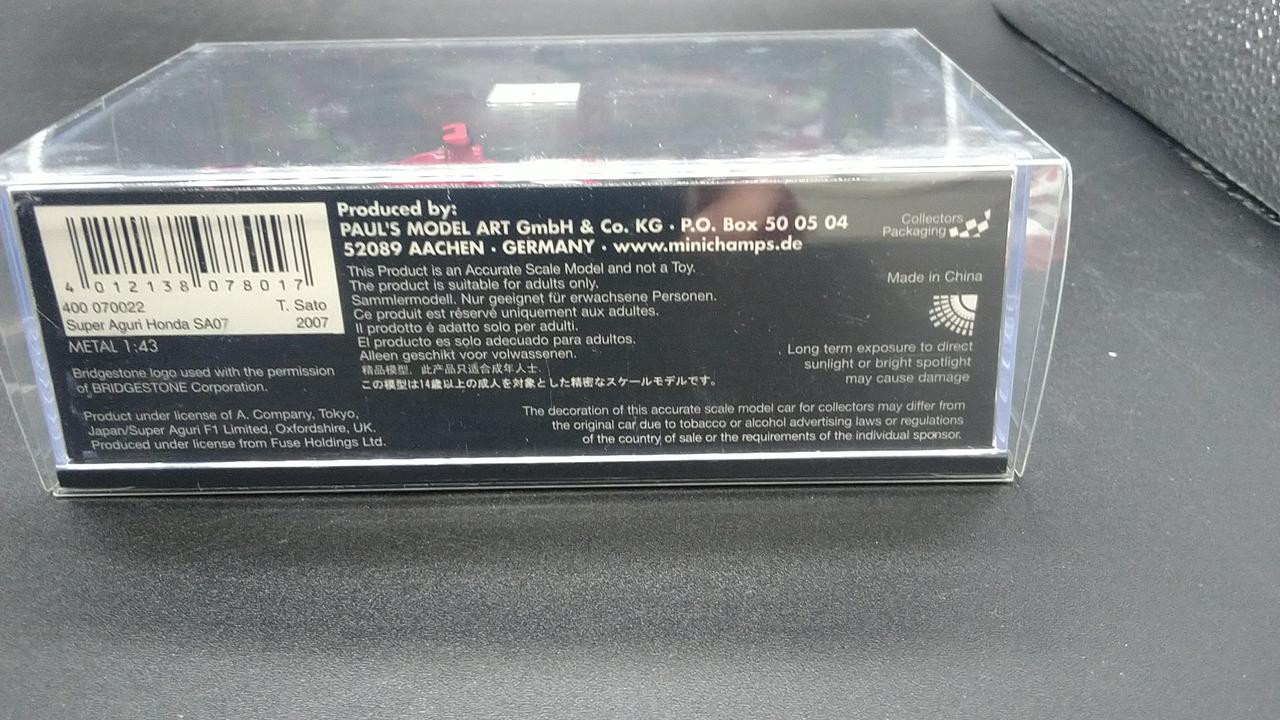 4 012138 078017
400 070022 T. Sato
Super Aguri Honda SA07 2007
METAL 1:43
Bridgestone logo used with the permission
of BRIDGESTONE Corporation.
Product under license of A. Company, Tokyo,
Japan/Super Aguri F1 Limited, Oxfordshire, UK.
Produced under license from Fuse Holdings Ltd.
Produced by:
PAUL'S MODEL ART GmbH & Co. KG · P.O. Box 50 05 04
52089 AACHEN · GERMANY · www.minichamps.de
This Product is an Accurate Scale Model and not a Toy.
The product is suitable for adults only.
Sammlermodell. Nur geeignet für erwachsene Personen.
Ce produit est réservé uniquement aux adultes.
Il prodotto é adatto solo per adulti.
El producto es solo adecuado para adultos.
Alleen geschikt voor volwassenen.
精品模型. 此产品只适合成年人士.
この模型は14歳以上の成人を対象とした精密なスケールモデルです。
Collectors
Packaging
Made in China
Long term exposure to direct
sunlight or bright spotlight
may cause damage
The decoration of this accurate scale model car for collectors may differ from
the original car due to tobacco or alcohol advertising laws or regulations
of the country of sale or the requirements of the individual sponsor.